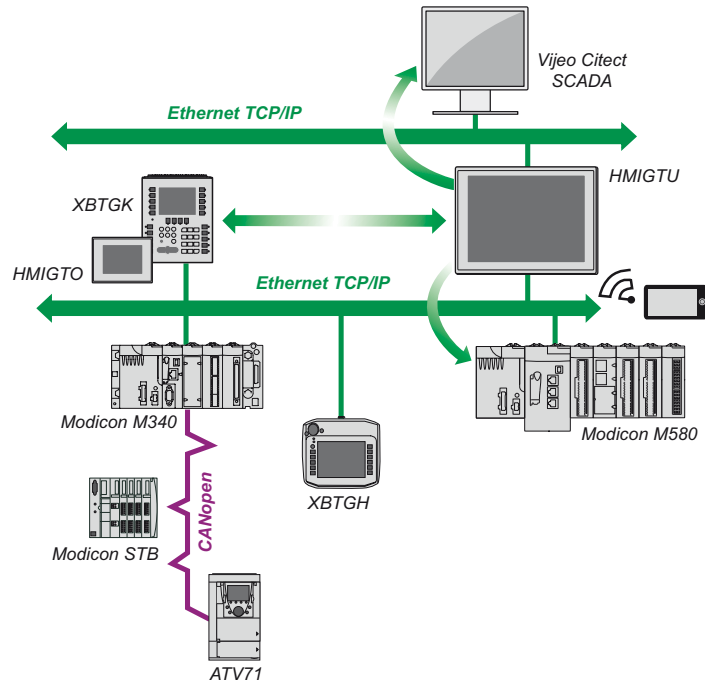 Vijeo Citect
SCADA
Ethernet TCP/IP
HMIGTU
XBTGK
HMIGTO
Ethernet TCP/IP
Modicon M340
Modicon M580
XBTGH
CANopen
Modicon STB
ATV71